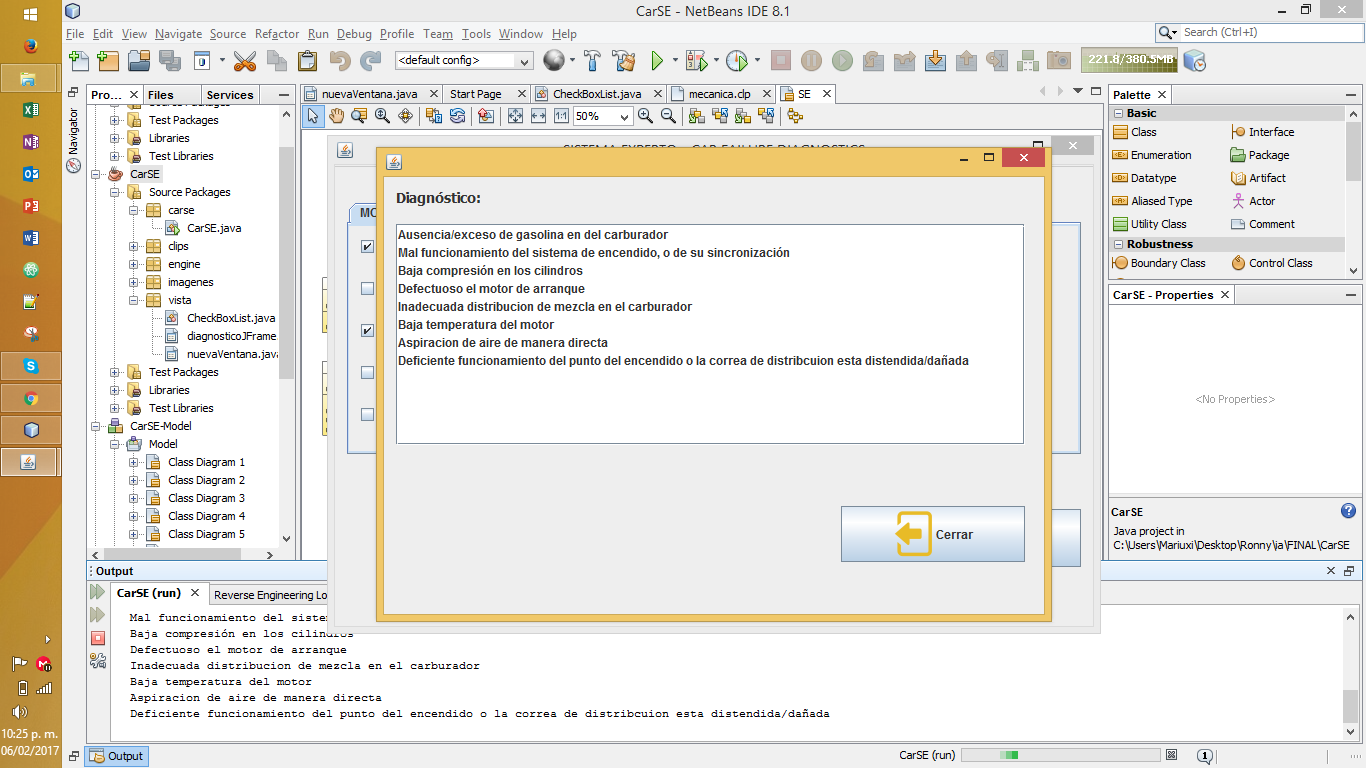 CarSE - NetBeans IDE 8.1
File Edit View Navigate Source Refactor Run Debug Profile Team Tools Window Help
Search (Ctrl+I)
<default config>
221.8/380.5MB
Pro... Files Services
nuevaVentana.java Start Page CheckBoxList.java mecanica.clp SE
50%
Navigator
Test Packages
Libraries
Test Libraries
CarSE
Source Packages
carse
CarSE.java
clips
engine
imagenes
vista
CheckBoxList.java
diagnosticoJFrame
nuevaVentana.java
Test Packages
Libraries
Test Libraries
CarSE-Model
Model
Class Diagram 1
Class Diagram 2
Class Diagram 3
Class Diagram 4
Class Diagram 5
SISTEMA EXPERTO - CAR FAILURE DIAGNOSTICS
MO
Diagnóstico:
Ausencia/exceso de gasolina en del carburador
Mal funcionamiento del sistema de encendido, o de su sincronización
Baja compresión en los cilindros
Defectuoso el motor de arranque
Inadecuada distribucion de mezcla en el carburador
Baja temperatura del motor
Aspiracion de aire de manera directa
Deficiente funcionamiento del punto del encendido o la correa de distribcuion esta distendida/dañada
Cerrar
Palette
Basic
Class Interface
Enumeration Package
Datatype Artifact
Aliased Type Actor
Utility Class Comment
Robustness
Boundary Class Control Class
CarSE - Properties
<No Properties>
CarSE
Java project in
C:\Users\Mariuxi\Desktop\Ronny\ia\FINAL\CarSE
Output
CarSE (run) Reverse Engineering Lo
Mal funcionamiento del siste
Baja compresión en los cilindros
Defectuoso el motor de arranque
Inadecuada distribucion de mezcla en el carburador
Baja temperatura del motor
Aspiracion de aire de manera directa
Deficiente funcionamiento del punto del encendido o la correa de distribcuion esta distendida/dañada
Output
CarSE (run)
1
10:25 p. m.
06/02/2017